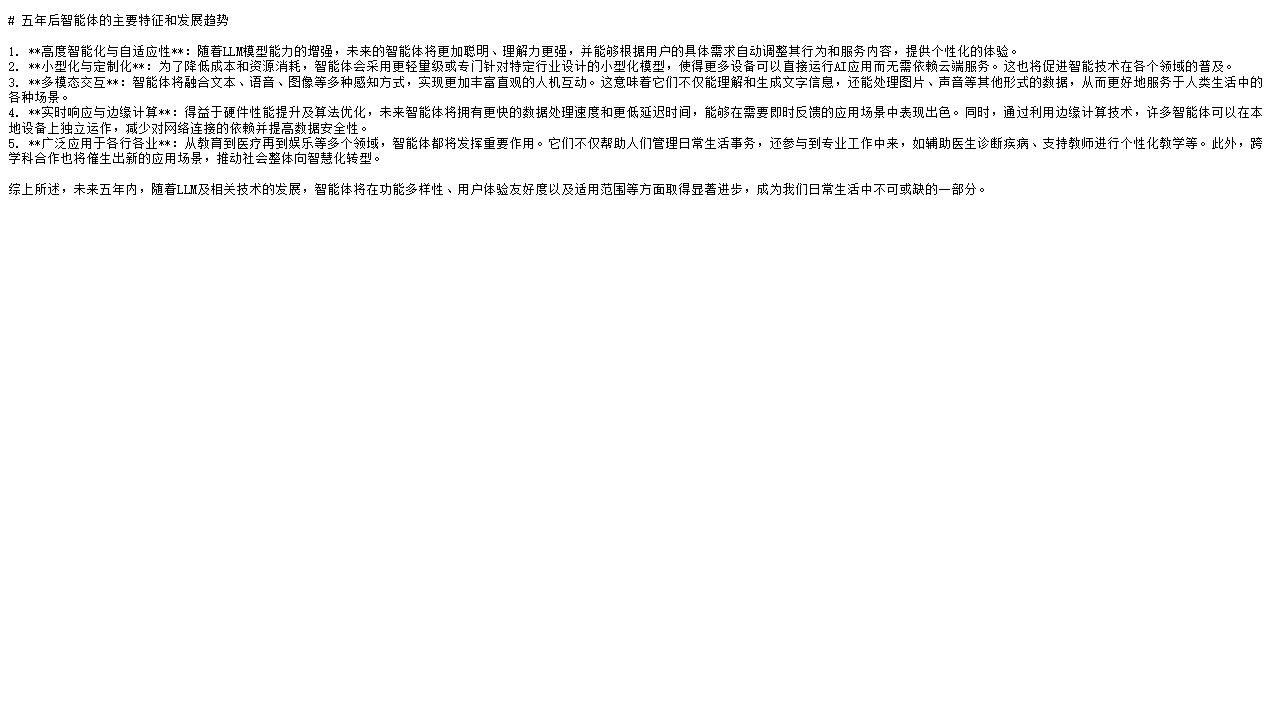 # 五年后智能体的主要特征和发展趋势
1. **高度智能化与自适应性**: 随着LLM模型能力的增强，未来的智能体将更加聪明、理解力更强，并能够根据用户的具体需求自动调整其行为和服务内容，提供个性化的体验。
2. **小型化与定制化**: 为了降低成本和资源消耗，智能体会采用更轻量级或专门针对特定行业设计的小型化模型，使得更多设备可以直接运行AI应用而无需依赖云端服务。这也将促进智能技术在各个领域的普及。
3. **多模态交互**: 智能体将融合文本、语音、图像等多种感知方式，实现更加丰富直观的人机互动。这意味着它们不仅能理解和生成文字信息，还能处理图片、声音等其他形式的数据，从而更好地服务于人类生活中的
各种场景。
4. **实时响应与边缘计算**: 得益于硬件性能提升及算法优化，未来智能体将拥有更快的数据处理速度和更低延迟时间，能够在需要即时反馈的应用场景中表现出色。同时，通过利用边缘计算技术，许多智能体可以在本
地设备上独立运作，减少对网络连接的依赖并提高数据安全性。
5. **广泛应用于各行各业**: 从教育到医疗再到娱乐等多个领域，智能体都将发挥重要作用。它们不仅帮助人们管理日常生活事务，还参与到专业工作中来，如辅助医生诊断疾病、支持教师进行个性化教学等。此外，跨
学科合作也将催生出新的应用场景，推动社会整体向智慧化转型。
综上所述，未来五年内，随着LLM及相关技术的发展，智能体将在功能多样性、用户体验友好度以及适用范围等方面取得显著进步，成为我们日常生活中不可或缺的一部分。